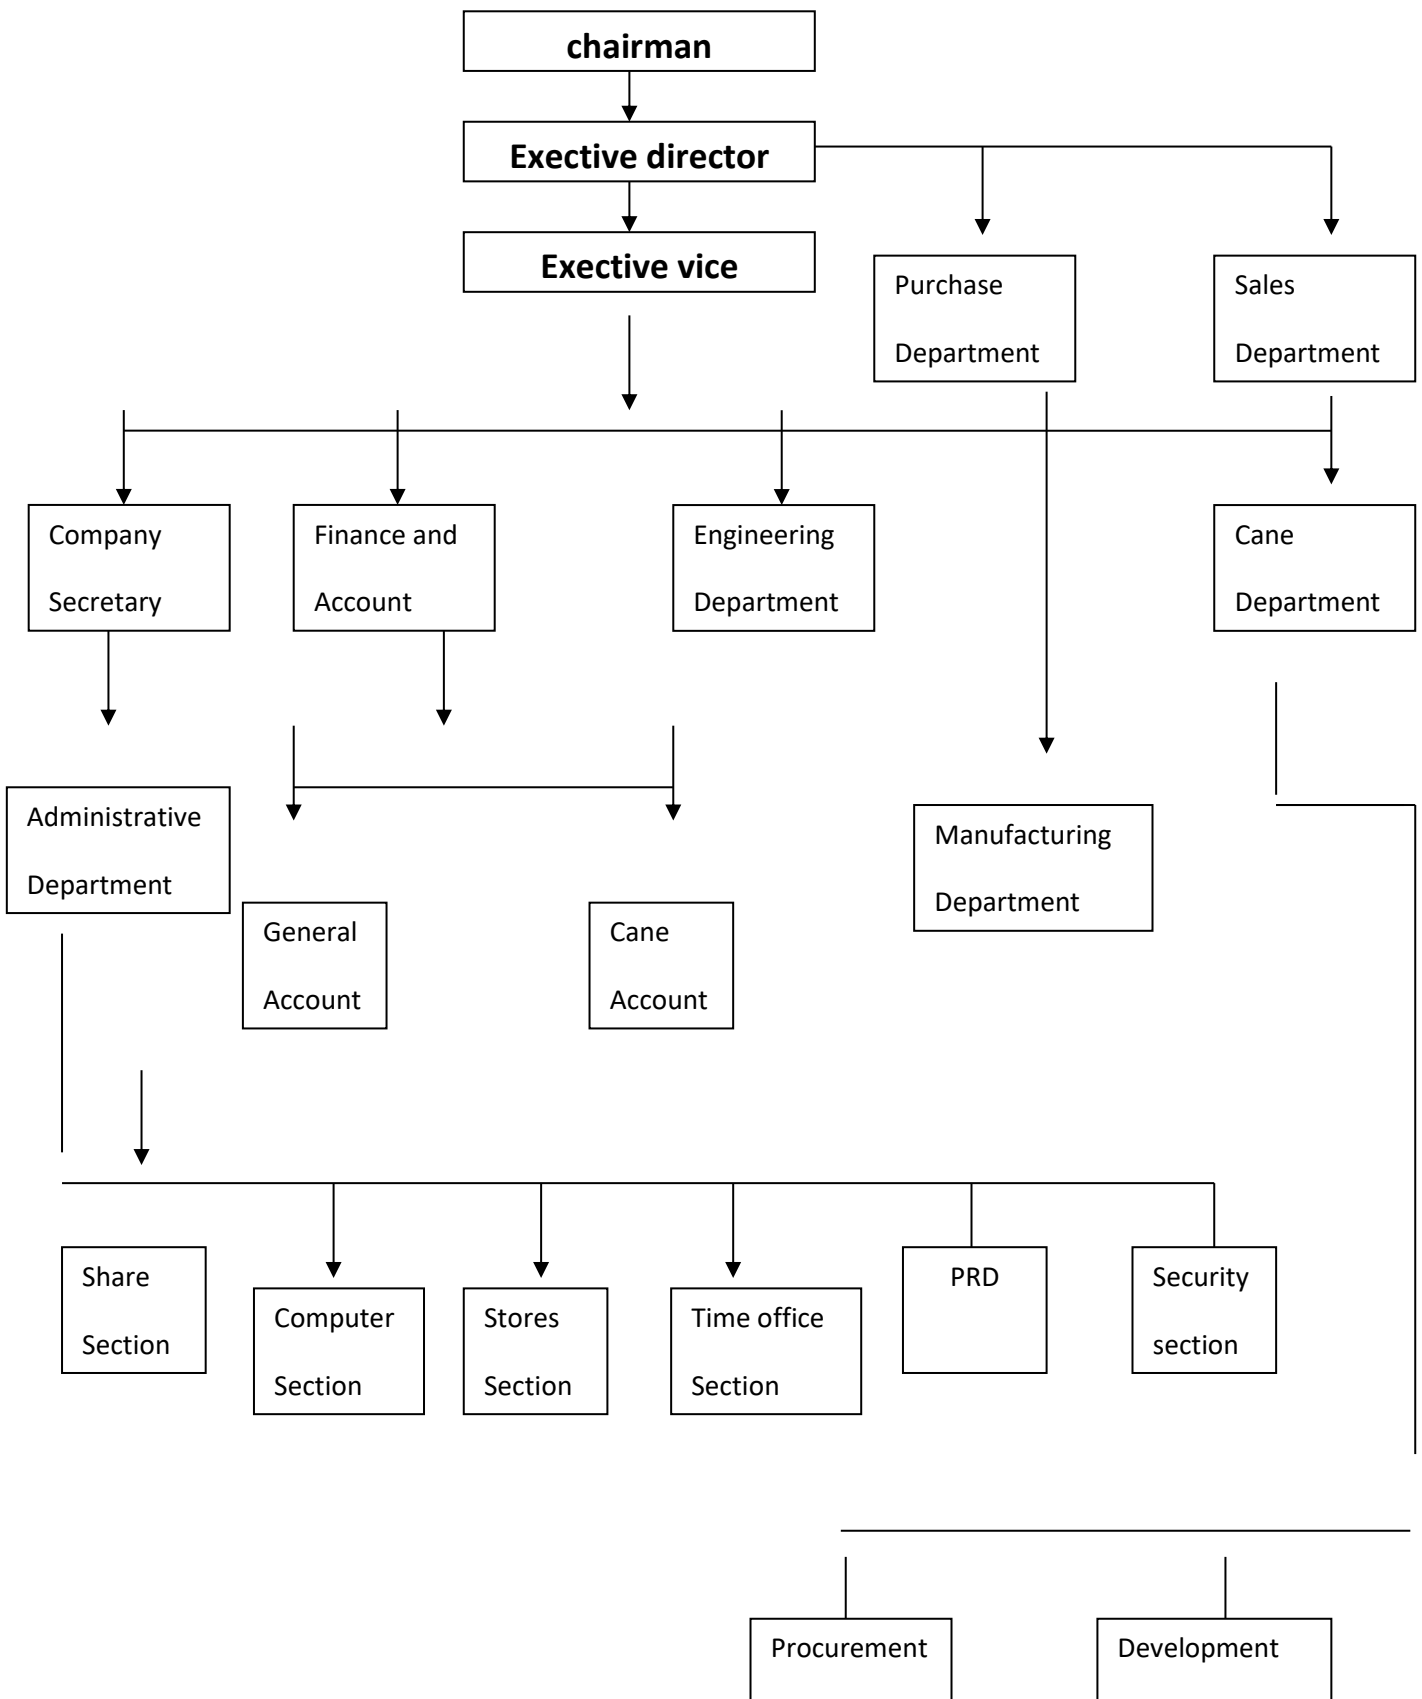 chairman
Exective director
Exective vice
Purchase
Department
Sales
Department
Company
Secretary
Finance and
Account
Engineering
Department
Cane
Department
Administrative
Department
Manufacturing
Department
General
Account
Cane
Account
Share
Section
Computer
Section
Stores
Section
Time office
Section
PRD
Security
section
Procurement
Development